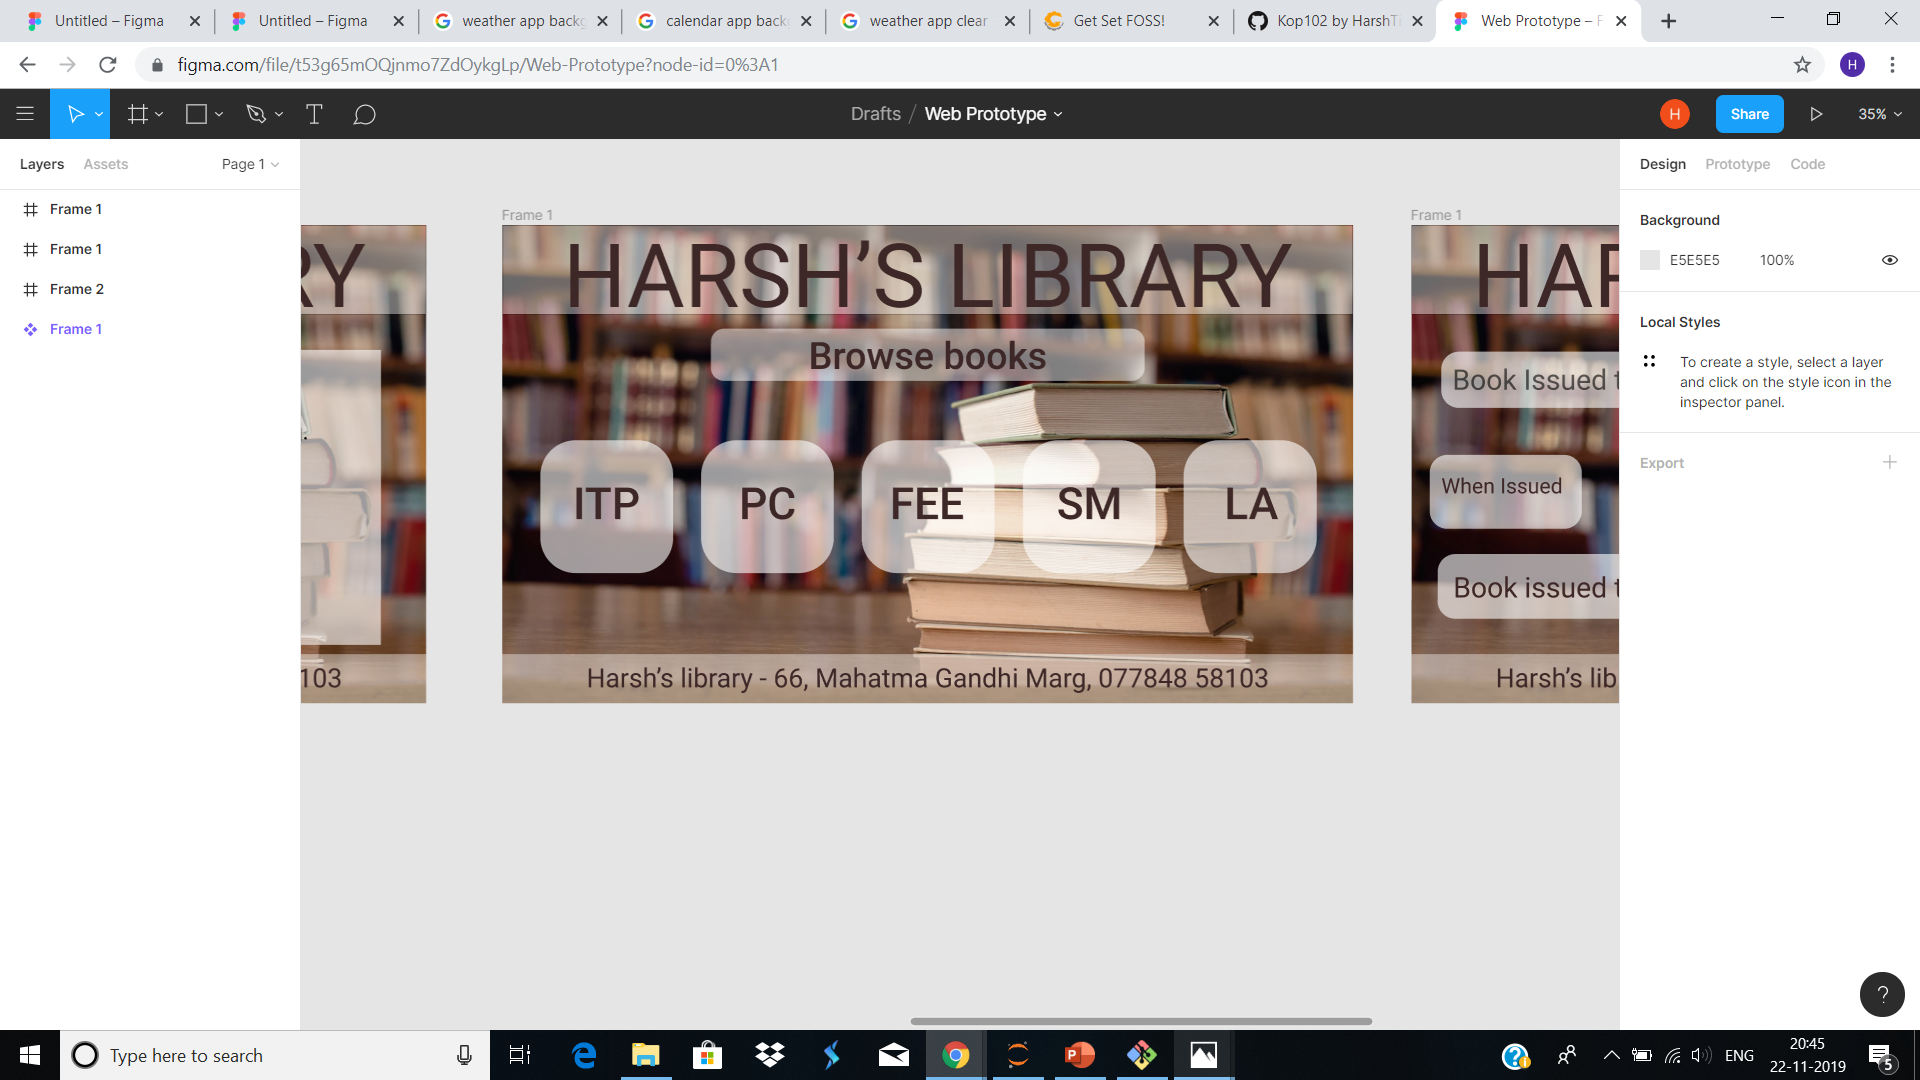 Untitled – Figma
Untitled – Figma
weather app backg
calendar app back
weather app clear
Get Set FOSS!
Kop102 by HarshT
Web Prototype – F
figma.com/file/t53g65mOQjnmo7ZdOykgLp/Web-Prototype?node-id=0%3A1
H
Drafts / Web Prototype
H
Share
35%
Layers
Assets
Page 1
Design
Prototype
Code
Frame 1
Frame 1
Frame 2
Frame 1
RY
103
Frame 1
HARSH’S LIBRARY
Browse books
ITP
PC
FEE
SM
LA
Harsh’s library - 66, Mahatma Gandhi Marg, 077848 58103
Frame 1
HAR
Book Issued t
When Issued
Book issued t
Harsh’s lib
Background
E5E5E5
100%
Local Styles
To create a style, select a layer
and click on the style icon in the
inspector panel.
Export
?
Type here to search
ENG
20:45
22-11-2019
5